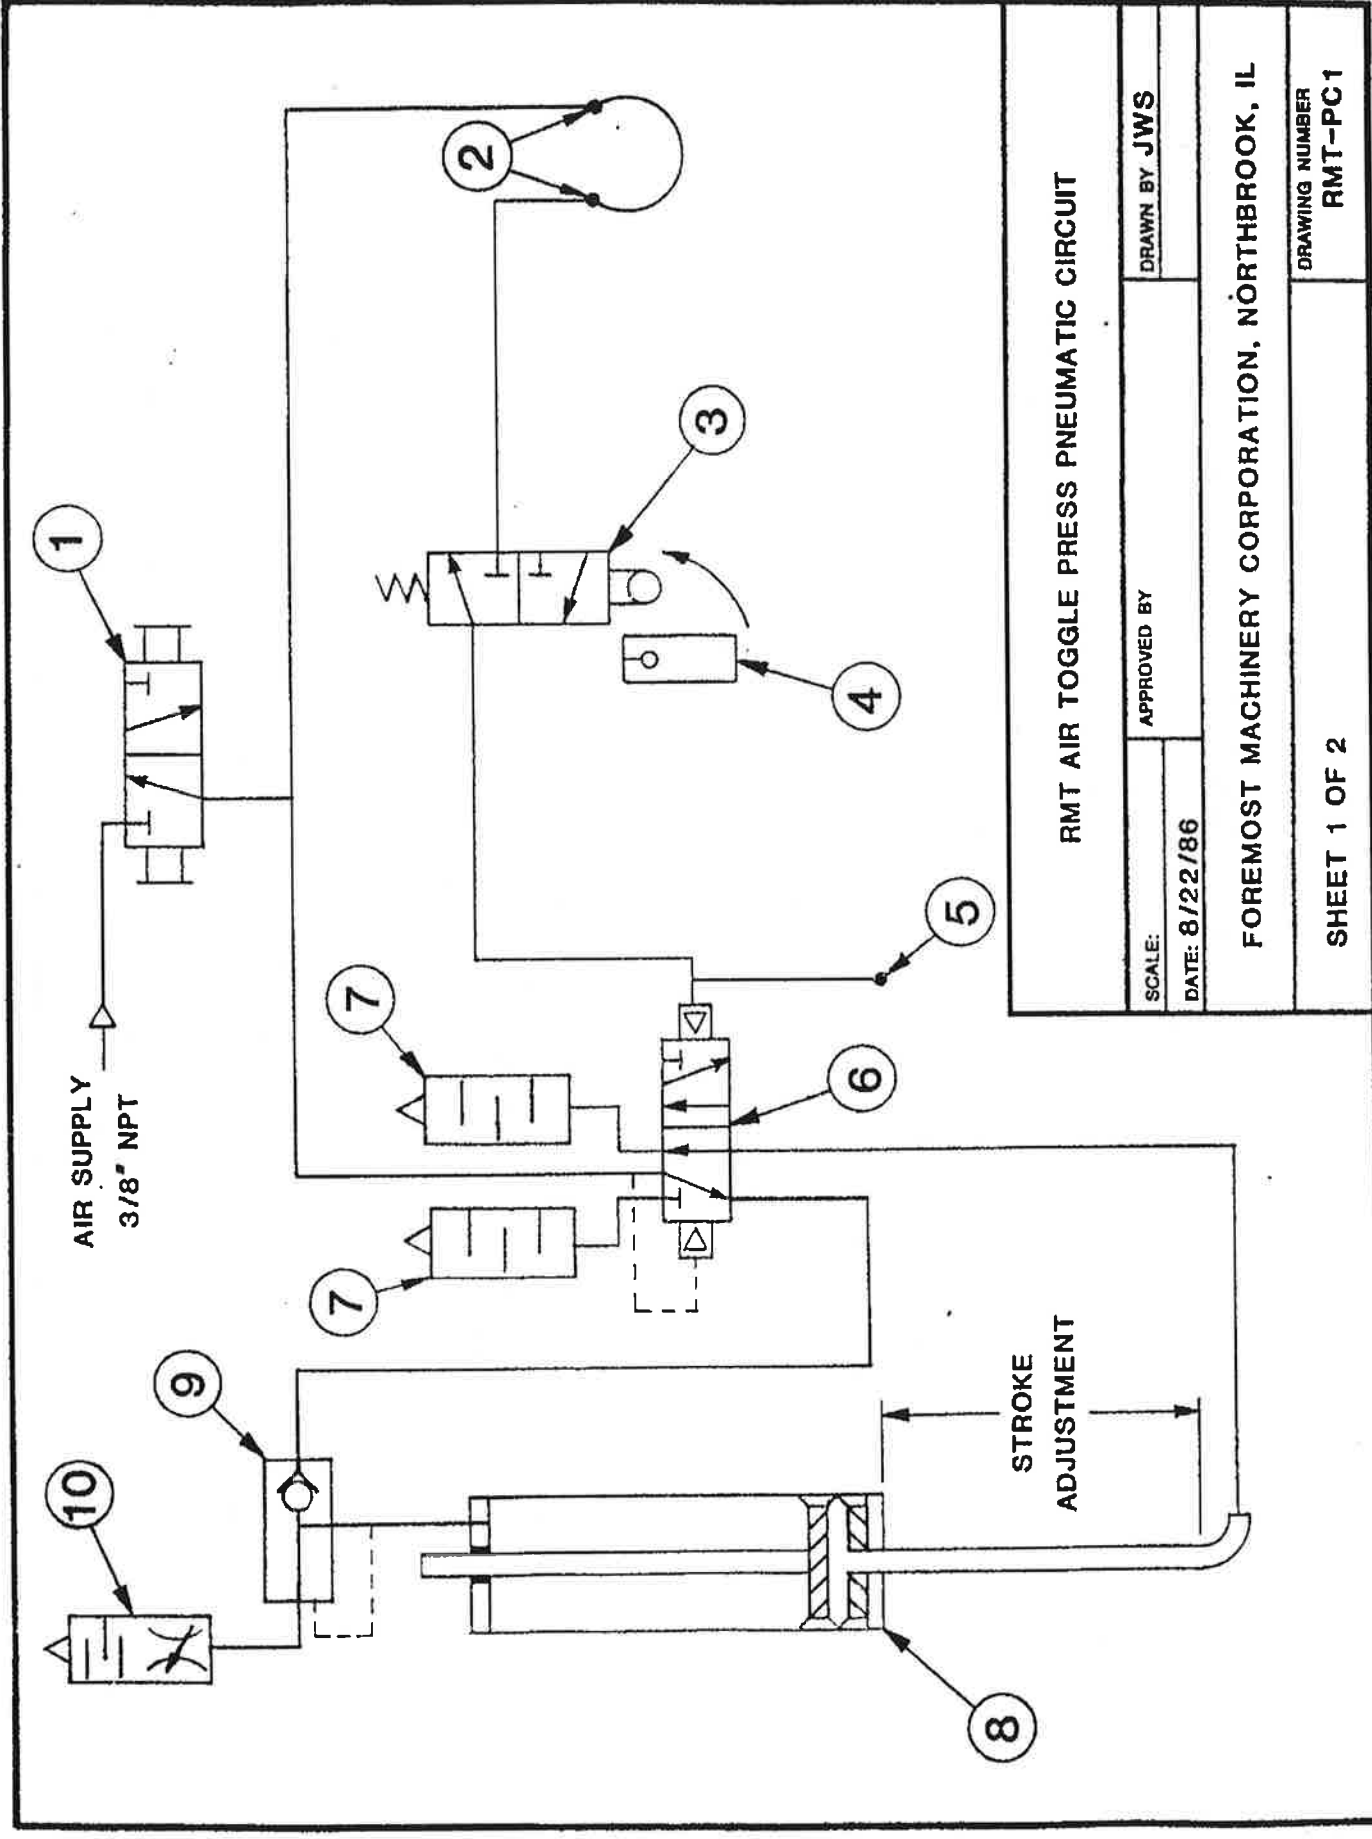 AIR SUPPLY
3/8" NPT
1
2
3
4
5
6
7
7
8
9
10
STROKE
ADJUSTMENT
RMT AIR TOGGLE PRESS PNEUMATIC CIRCUIT
SCALE:
APPROVED BY
DRAWN BY JWS
DATE: 8/22/86
FOREMOST MACHINERY CORPORATION, NORTHBROOK, IL
SHEET 1 OF 2
DRAWING NUMBER
RMT-PC1